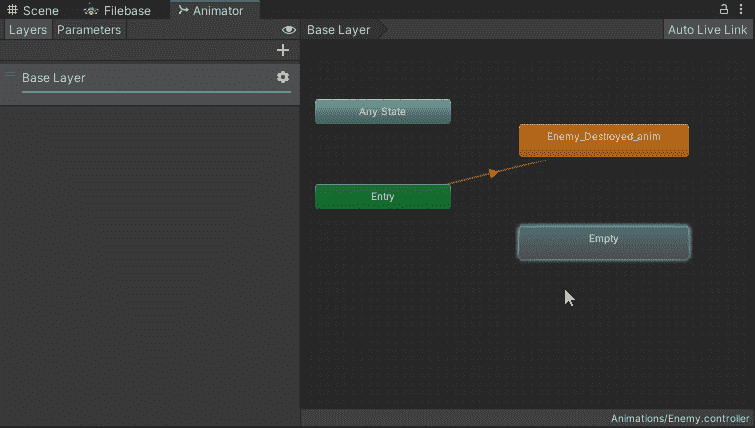 Scene Filebase Animator
Layers Parameters Base Layer Auto Live Link
Base Layer
Any State
Enemy_Destroyed_anim
Entry
Empty
Animations/Enemy.controller